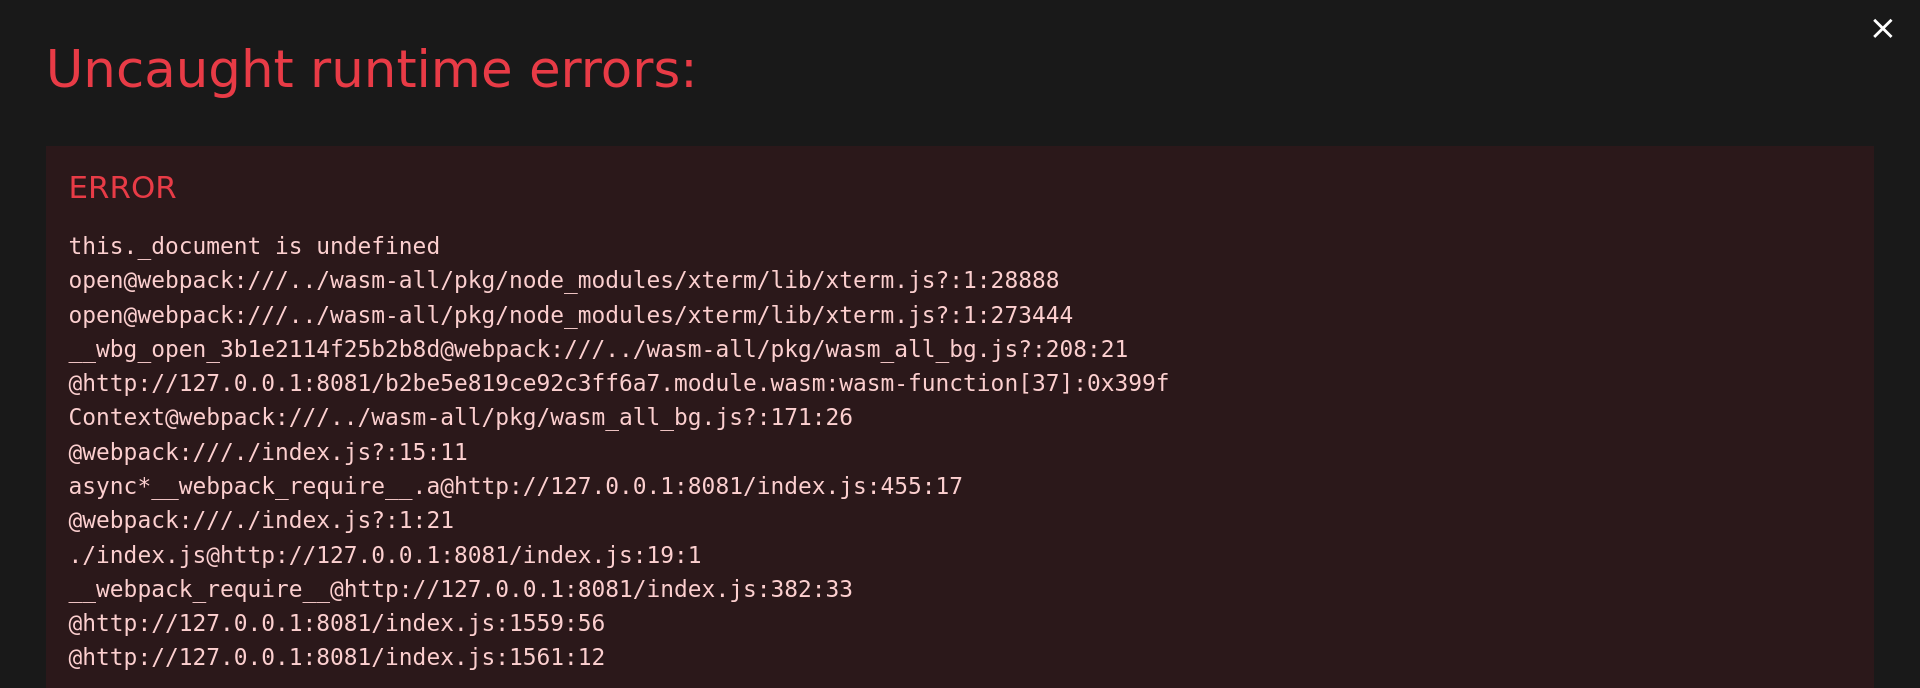 Uncaught runtime errors:
ERROR
this._document is undefined
open@webpack:///../wasm-all/pkg/node_modules/xterm/lib/xterm.js?:1:28888
open@webpack:///../wasm-all/pkg/node_modules/xterm/lib/xterm.js?:1:273444
__wbg_open_3b1e2114f25b2b8d@webpack:///../wasm-all/pkg/wasm_all_bg.js?:208:21
@http://127.0.0.1:8081/b2be5e819ce92c3ff6a7.module.wasm:wasm-function[37]:0x399f
Context@webpack:///../wasm-all/pkg/wasm_all_bg.js?:171:26
@webpack:///./index.js?:15:11
async*__webpack_require__.a@http://127.0.0.1:8081/index.js:455:17
@webpack:///./index.js?:1:21
./index.js@http://127.0.0.1:8081/index.js:19:1
__webpack_require__@http://127.0.0.1:8081/index.js:382:33
@http://127.0.0.1:8081/index.js:1559:56
@http://127.0.0.1:8081/index.js:1561:12